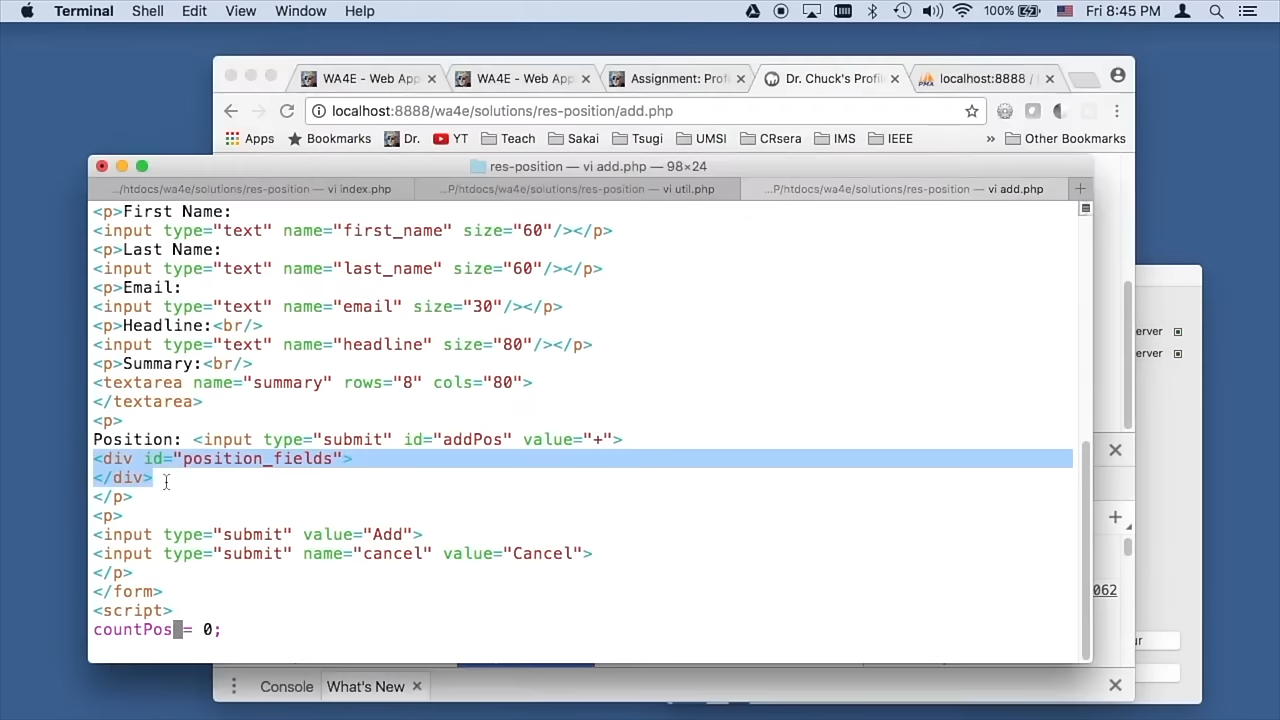 Terminal Shell Edit View Window Help 100% Fri 8:45 PM
WA4E - Web App WA4E - Web App Assignment: Prof Dr. Chuck's Profile localhost:8888 /
localhost:8888/wa4e/solutions/res-position/add.php
Apps Bookmarks Dr. YT Teach Sakai Tsugi UMSI CRsera IMS IEEE » Other Bookmarks
res-position — vi add.php — 98×24
.../htdocs/wa4e/solutions/res-position — vi index.php ...P/htdocs/wa4e/solutions/res-position — vi util.php ...P/htdocs/wa4e/solutions/res-position — vi add.php
<p>First Name:
<input type="text" name="first_name" size="60"/></p>
<p>Last Name:
<input type="text" name="last_name" size="60"/></p>
<p>Email:
<input type="text" name="email" size="30"/></p>
<p>Headline:<br/>
<input type="text" name="headline" size="80"/></p>
<p>Summary:<br/>
<textarea name="summary" rows="8" cols="80">
</textarea>
<p>
Position: <input type="submit" id="addPos" value="+">
<div id="position_fields">
</div>
</p>
<p>
<input type="submit" value="Add">
<input type="submit" name="cancel" value="Cancel">
</p>
</form>
<script>
countPos = 0;
erver
erver
062
ur
Console What's New